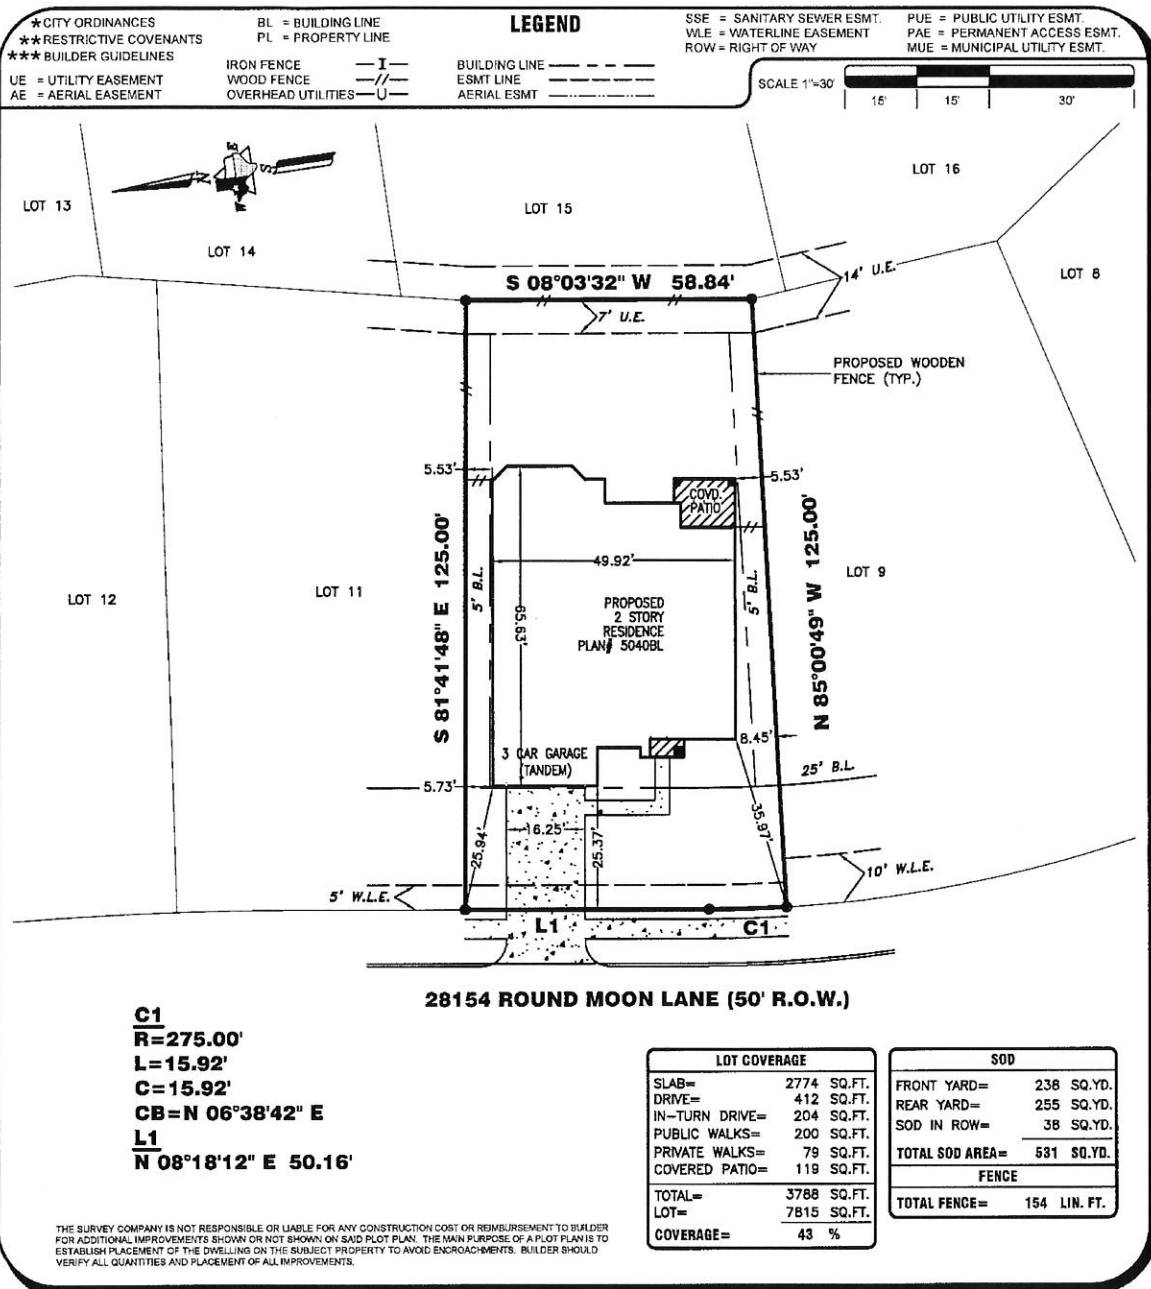 LEGEND
*CITY ORDINANCES
**RESTRICTIVE COVENANTS
***BUILDER GUIDELINES
UE = UTILITY EASEMENT
AE = AERIAL EASEMENT
BL = BUILDING LINE
PL = PROPERTY LINE
IRON FENCE —I—
WOOD FENCE —//—
OVERHEAD UTILITIES —U—
BUILDING LINE
ESMT LINE
AERIAL ESMT
SSE = SANITARY SEWER ESMT.
WLE = WATERLINE EASEMENT
ROW = RIGHT OF WAY
PUE = PUBLIC UTILITY ESMT.
PAE = PERMANENT ACCESS ESMT.
MUE = MUNICIPAL UTILITY ESMT.
SCALE 1"=30'
15' 15' 30'
N E S W
LOT 13
LOT 14
LOT 15
LOT 16
LOT 8
S 08°03'32" W 58.84'
14' U.E.
7' U.E.
PROPOSED WOODEN
FENCE (TYP.)
5.53'
5.53'
COVD.
PATIO
49.92'
65.63'
S 81°41'48" E 125.00'
5' B.L.
5' B.L.
N 85°00'49" W 125.00'
LOT 12
LOT 11
LOT 9
PROPOSED
2 STORY
RESIDENCE
PLAN# 5040BL
8.45'
3 CAR GARAGE
(TANDEM)
25' B.L.
5.73'
16.25'
25.94'
25.37'
35.97'
5' W.L.E.
10' W.L.E.
L1
C1
28154 ROUND MOON LANE (50' R.O.W.)
C1
R=275.00'
L=15.92'
C=15.92'
CB=N 06°38'42" E
L1
N 08°18'12" E 50.16'
LOT COVERAGE
SLAB= 2774 SQ.FT.
DRIVE= 412 SQ.FT.
IN-TURN DRIVE= 204 SQ.FT.
PUBLIC WALKS= 200 SQ.FT.
PRIVATE WALKS= 79 SQ.FT.
COVERED PATIO= 119 SQ.FT.
TOTAL= 3788 SQ.FT.
LOT= 7815 SQ.FT.
COVERAGE= 43 %
SOD
FRONT YARD= 238 SQ.YD.
REAR YARD= 255 SQ.YD.
SOD IN ROW= 38 SQ.YD.
TOTAL SOD AREA= 531 SQ.YD.
FENCE
TOTAL FENCE= 154 LIN. FT.
THE SURVEY COMPANY IS NOT RESPONSIBLE OR LIABLE FOR ANY CONSTRUCTION COST OR REIMBURSEMENT TO BUILDER
FOR ADDITIONAL IMPROVEMENTS SHOWN OR NOT SHOWN ON SAID PLOT PLAN. THE MAIN PURPOSE OF A PLOT PLAN IS TO
ESTABLISH PLACEMENT OF THE DWELLING ON THE SUBJECT PROPERTY TO AVOID ENCROACHMENTS. BUILDER SHOULD
VERIFY ALL QUANTITIES AND PLACEMENT OF ALL IMPROVEMENTS.